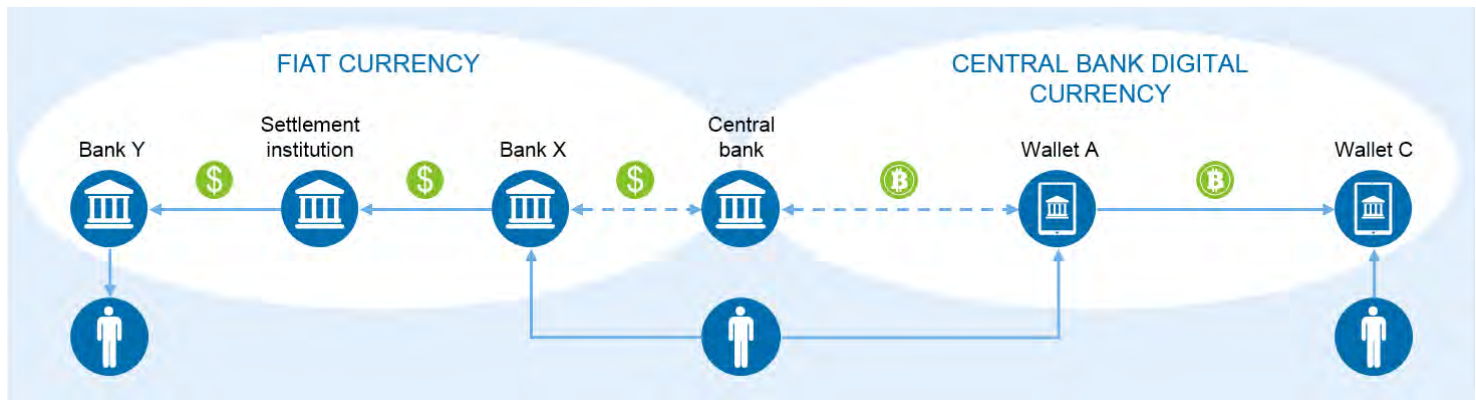 FIAT CURRENCY
CENTRAL BANK DIGITAL
CURRENCY
Bank Y
Settlement
institution
Bank X
Central
bank
Wallet A
Wallet C
$
$
$
₿
₿